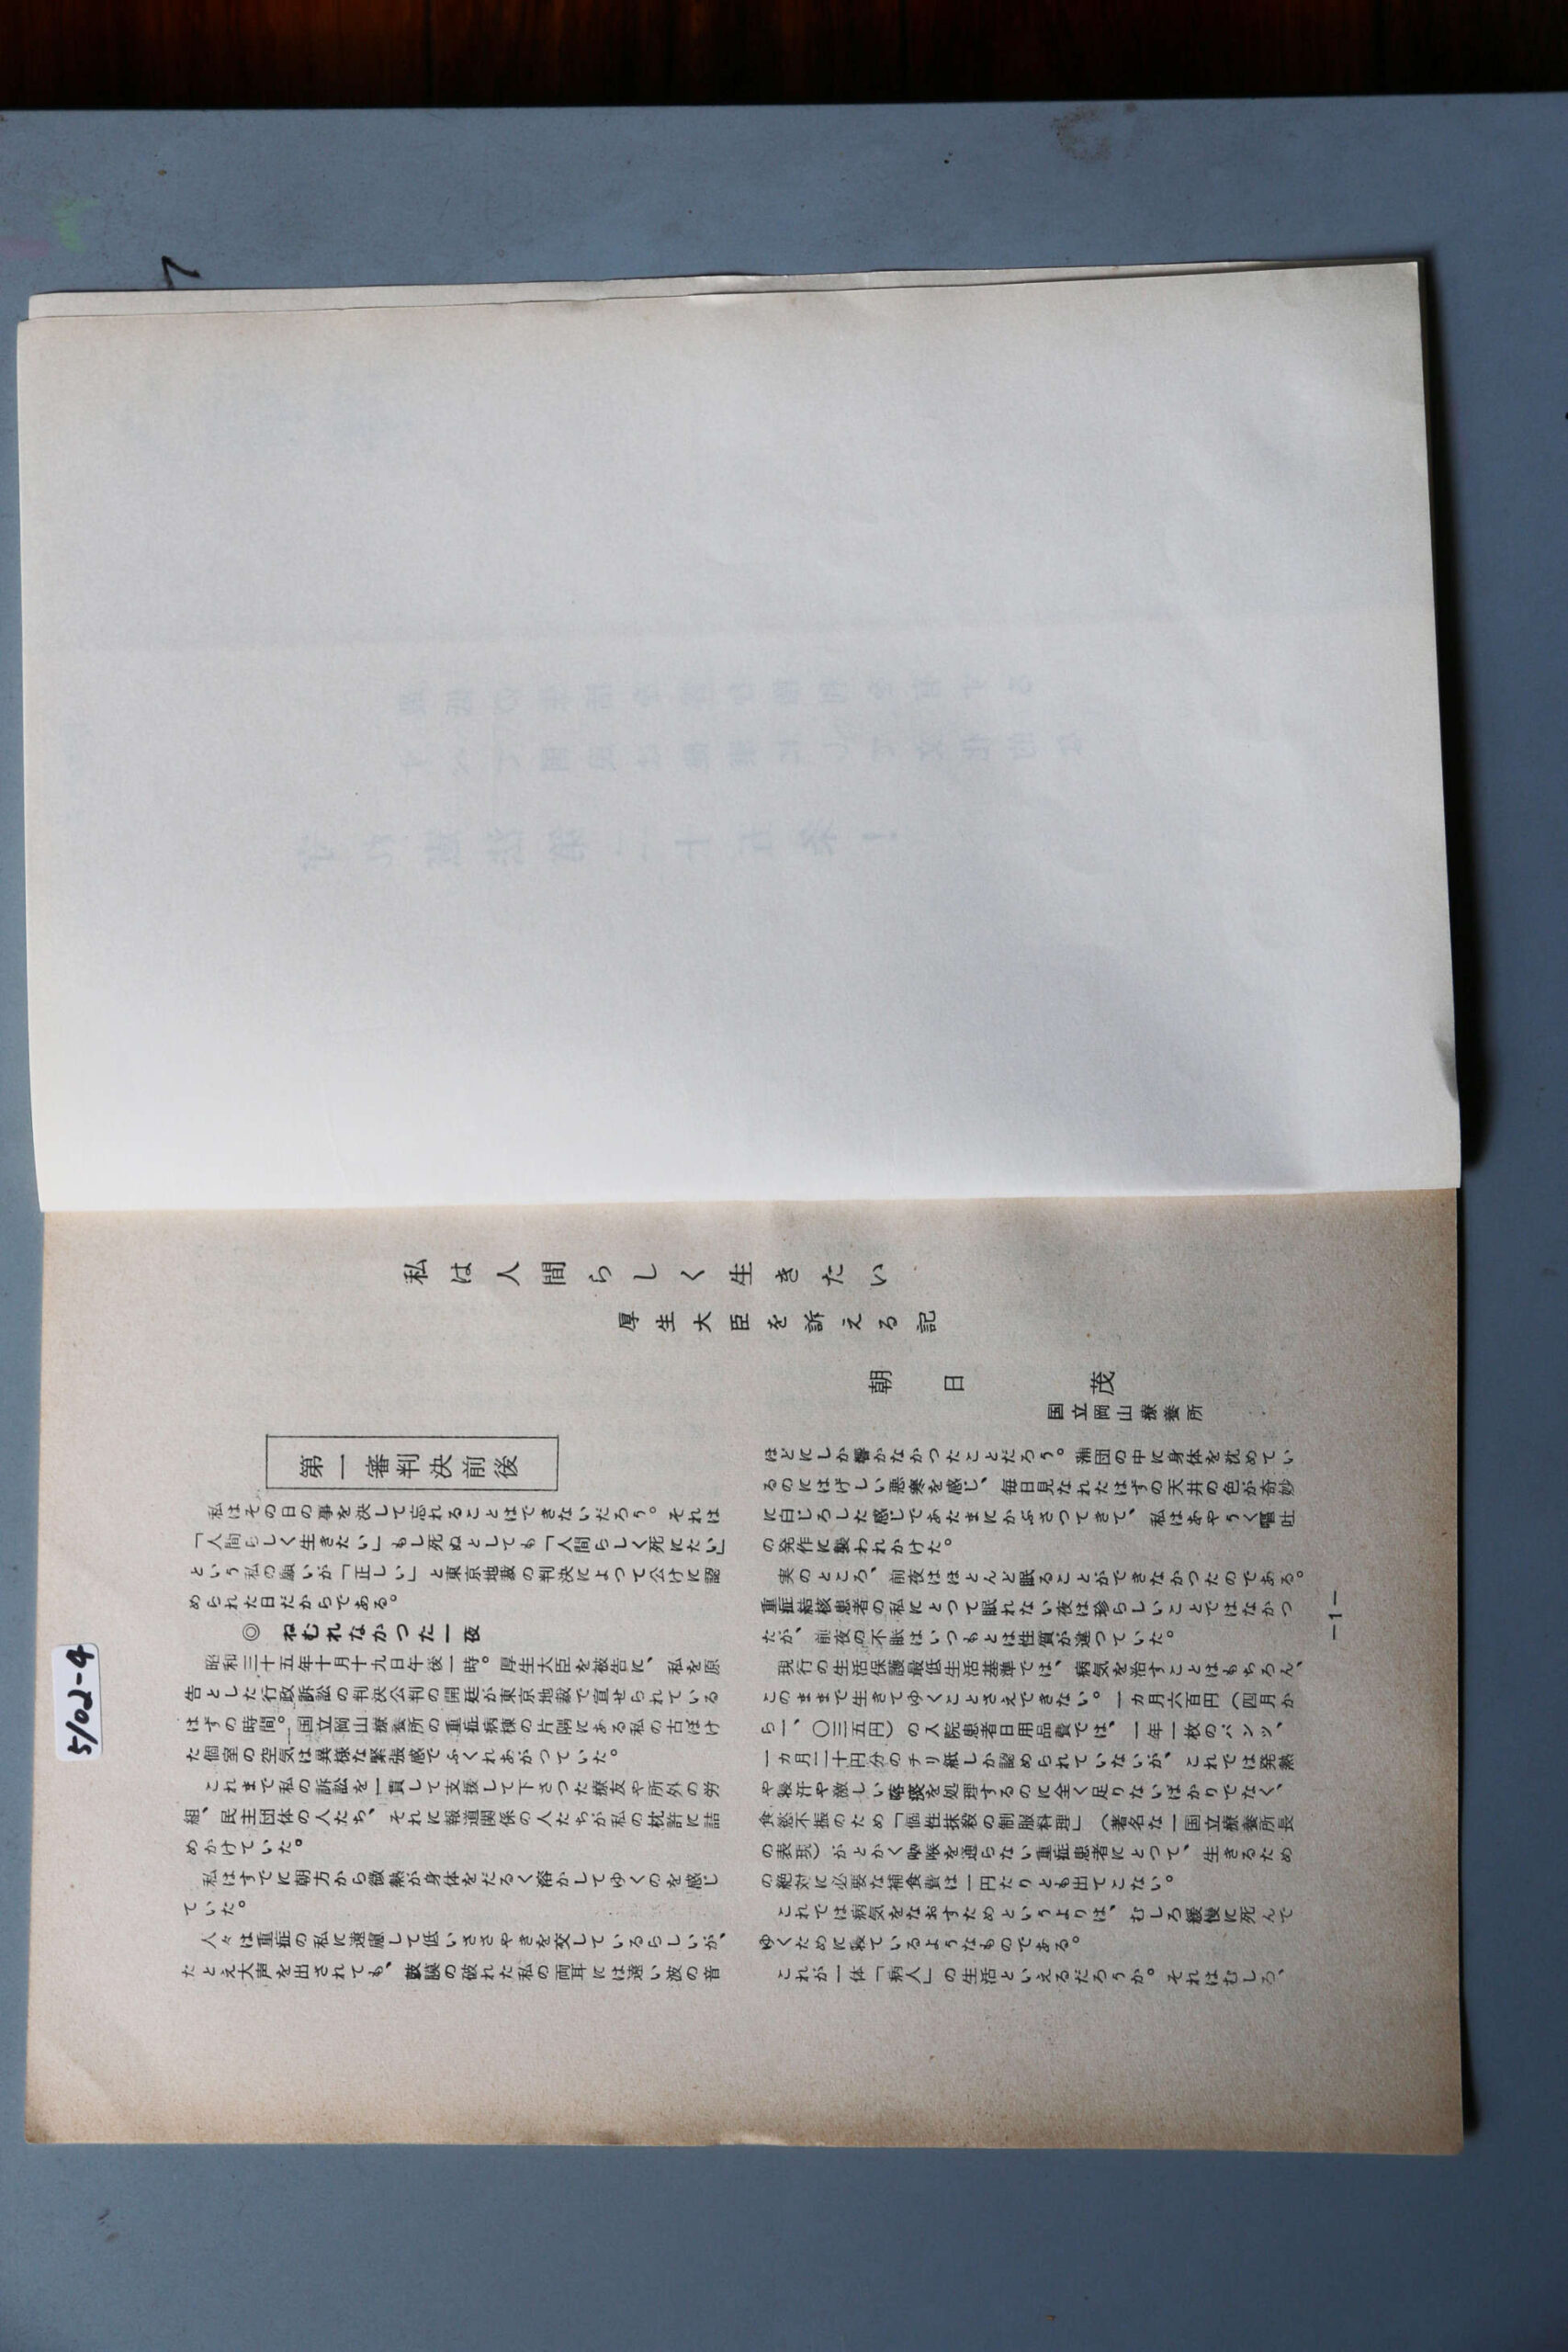 私は人間らしく生きたい
厚生大臣を訴える記
朝日　茂
国立岡山療養所
第一審判決前後
私はその日の事を決して忘れることはできないだろう。それは
「人間らしく生きたい」もし死ぬとしても「人間らしく死にたい」
という私の願いが「正しい」と東京地裁の判決によって公けに認
められた日だからである。
◎　ねむれなかつた一夜
昭和三十五年十月十九日午後一時。厚生大臣を被告に、私を原
告とした行政訴訟の判決公判の開廷が東京地裁で宣せられている
はずの時間。国立岡山療養所の重症病棟の片隅にある私の古ぼけ
た個室の空気は異様な緊張感でふくれあがつていた。
これまで私の訴訟を一貫して支援して下さつた療友や所外の労
組、民主団体の人たち、それに報道関係の人たちが私の枕許に詰
めかけていた。
私はすでに朝方から微熱が身体をだるく溶かしてゆくのを感じ
ていた。
人々は重症の私に遠慮して低いささやきを交しているらしいが、
たとえ大声を出されても、鼓膜の破れた私の両耳には遠い波の音
ほどにしか響かなかつたことだろう。蒲団の中に身体を沈めてい
るのにはげしい悪寒を感じ、毎日見なれたはずの天井の色が奇妙
に白じろした感じであたまにかぶさつてきて、私はあやうく嘔吐
の発作に襲われかけた。
実のところ、前夜はほとんど眠ることができなかつたのである。
重症結核患者の私にとつて眠れない夜は珍らしいことではなかつ
たが、前夜の不眠はいつもとは性質が違つていた。
現行の生活保護最低生活基準では、病気を治すことはもちろん、
このままで生きてゆくことさえできない。一カ月六百円（四月か
ら一、〇三五円）の入院患者日用品費では、一年一枚のパンツ、
一カ月二十円分のチリ紙しか認められていないが、これでは発熱
や寝汗や激しい喀痰を処理するのに全く足りないばかりでなく、
食慾不振のため「個性抹殺の制服料理」（著名な一国立療養所長
の表現）がとかく咽喉を通らない重症患者にとつて、生きるため
の絶対に必要な補食費は一円たりとも出てこない。
これでは病気をなおすためというよりは、むしろ緩慢に死んで
ゆくために寝ているようなものである。
これが一体「病人」の生活といえるだろうか。それはむしろ、
－1－
5102-4